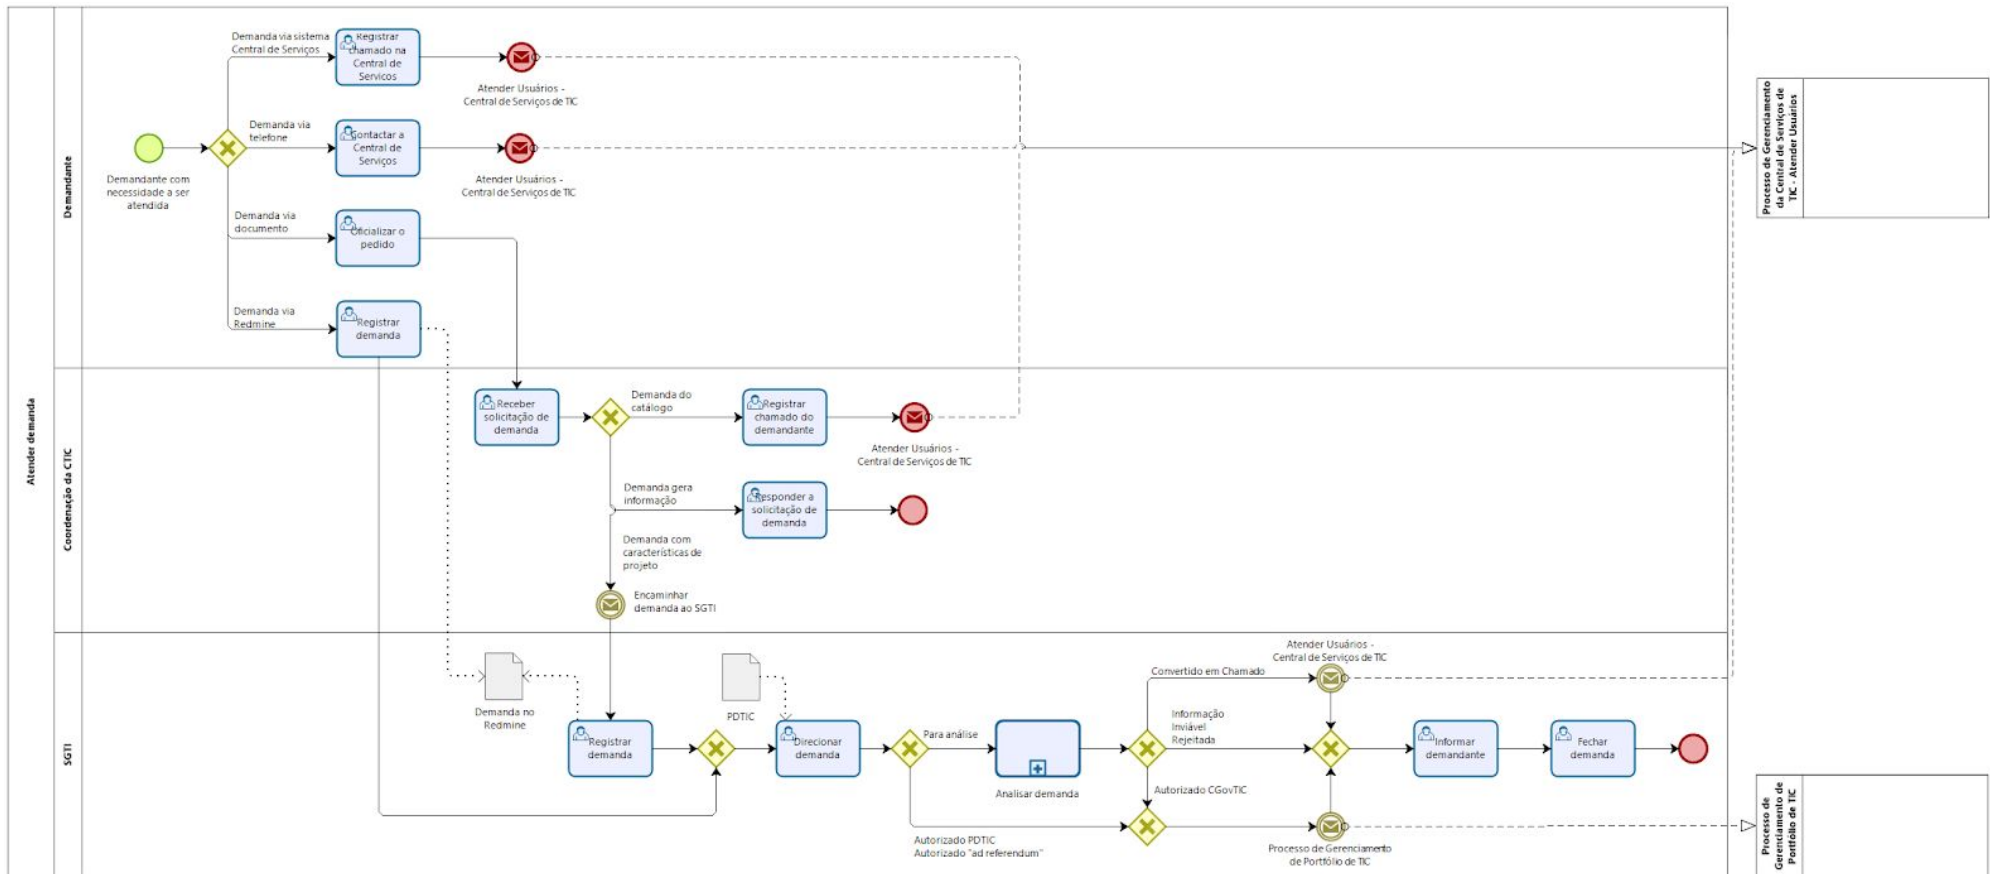 Atender demanda
Demandante
Demandante com
necessidade a ser
atendida
Demanda via sistema
Central de Serviços
Registrar
chamado na
Central de
Servicos
Atender Usuários -
Central de Serviços de TIC
Demanda via
telefone
Contactar a
Central de
Serviços
Atender Usuários -
Central de Serviços de TIC
Demanda via
documento
Oficializar o
pedido
Demanda via
Redmine
Registrar
demanda
Processo de Gerenciamento
da Central de Serviços de
TIC - Atender Usuários
Coordenação da CTIC
Receber
solicitação de
demanda
Demanda do
catálogo
Registrar
chamado do
demandante
Atender Usuários -
Central de Serviços de TIC
Demanda gera
informação
Responder a
solicitação de
demanda
Demanda com
características de
projeto
Encaminhar
demanda ao SGTI
SGTI
Demanda no
Redmine
Registrar
demanda
PDTIC
Direcionar
demanda
Para análise
Analisar demanda
Autorizado PDTIC
Autorizado "ad referendum"
Convertido em Chamado
Informação
Inviável
Rejeitada
Autorizado CGovTIC
Atender Usuários -
Central de Serviços de TIC
Processo de Gerenciamento
de Portfólio de TIC
Informar
demandante
Fechar
demanda
Processo de
Gerenciamento de
Portfólio de TIC